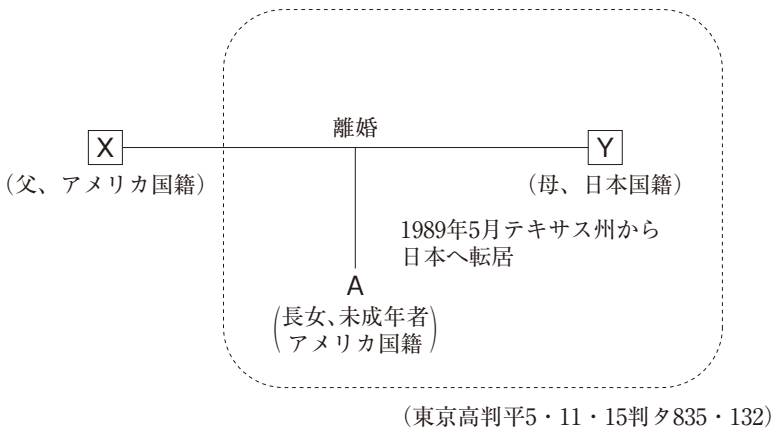 離婚
X
Y
（父、アメリカ国籍）
（母、日本国籍）
1989年5月テキサス州から
日本へ転居
A
（長女、未成年者
アメリカ国籍）
（東京高判平5・11・15判タ835・132）